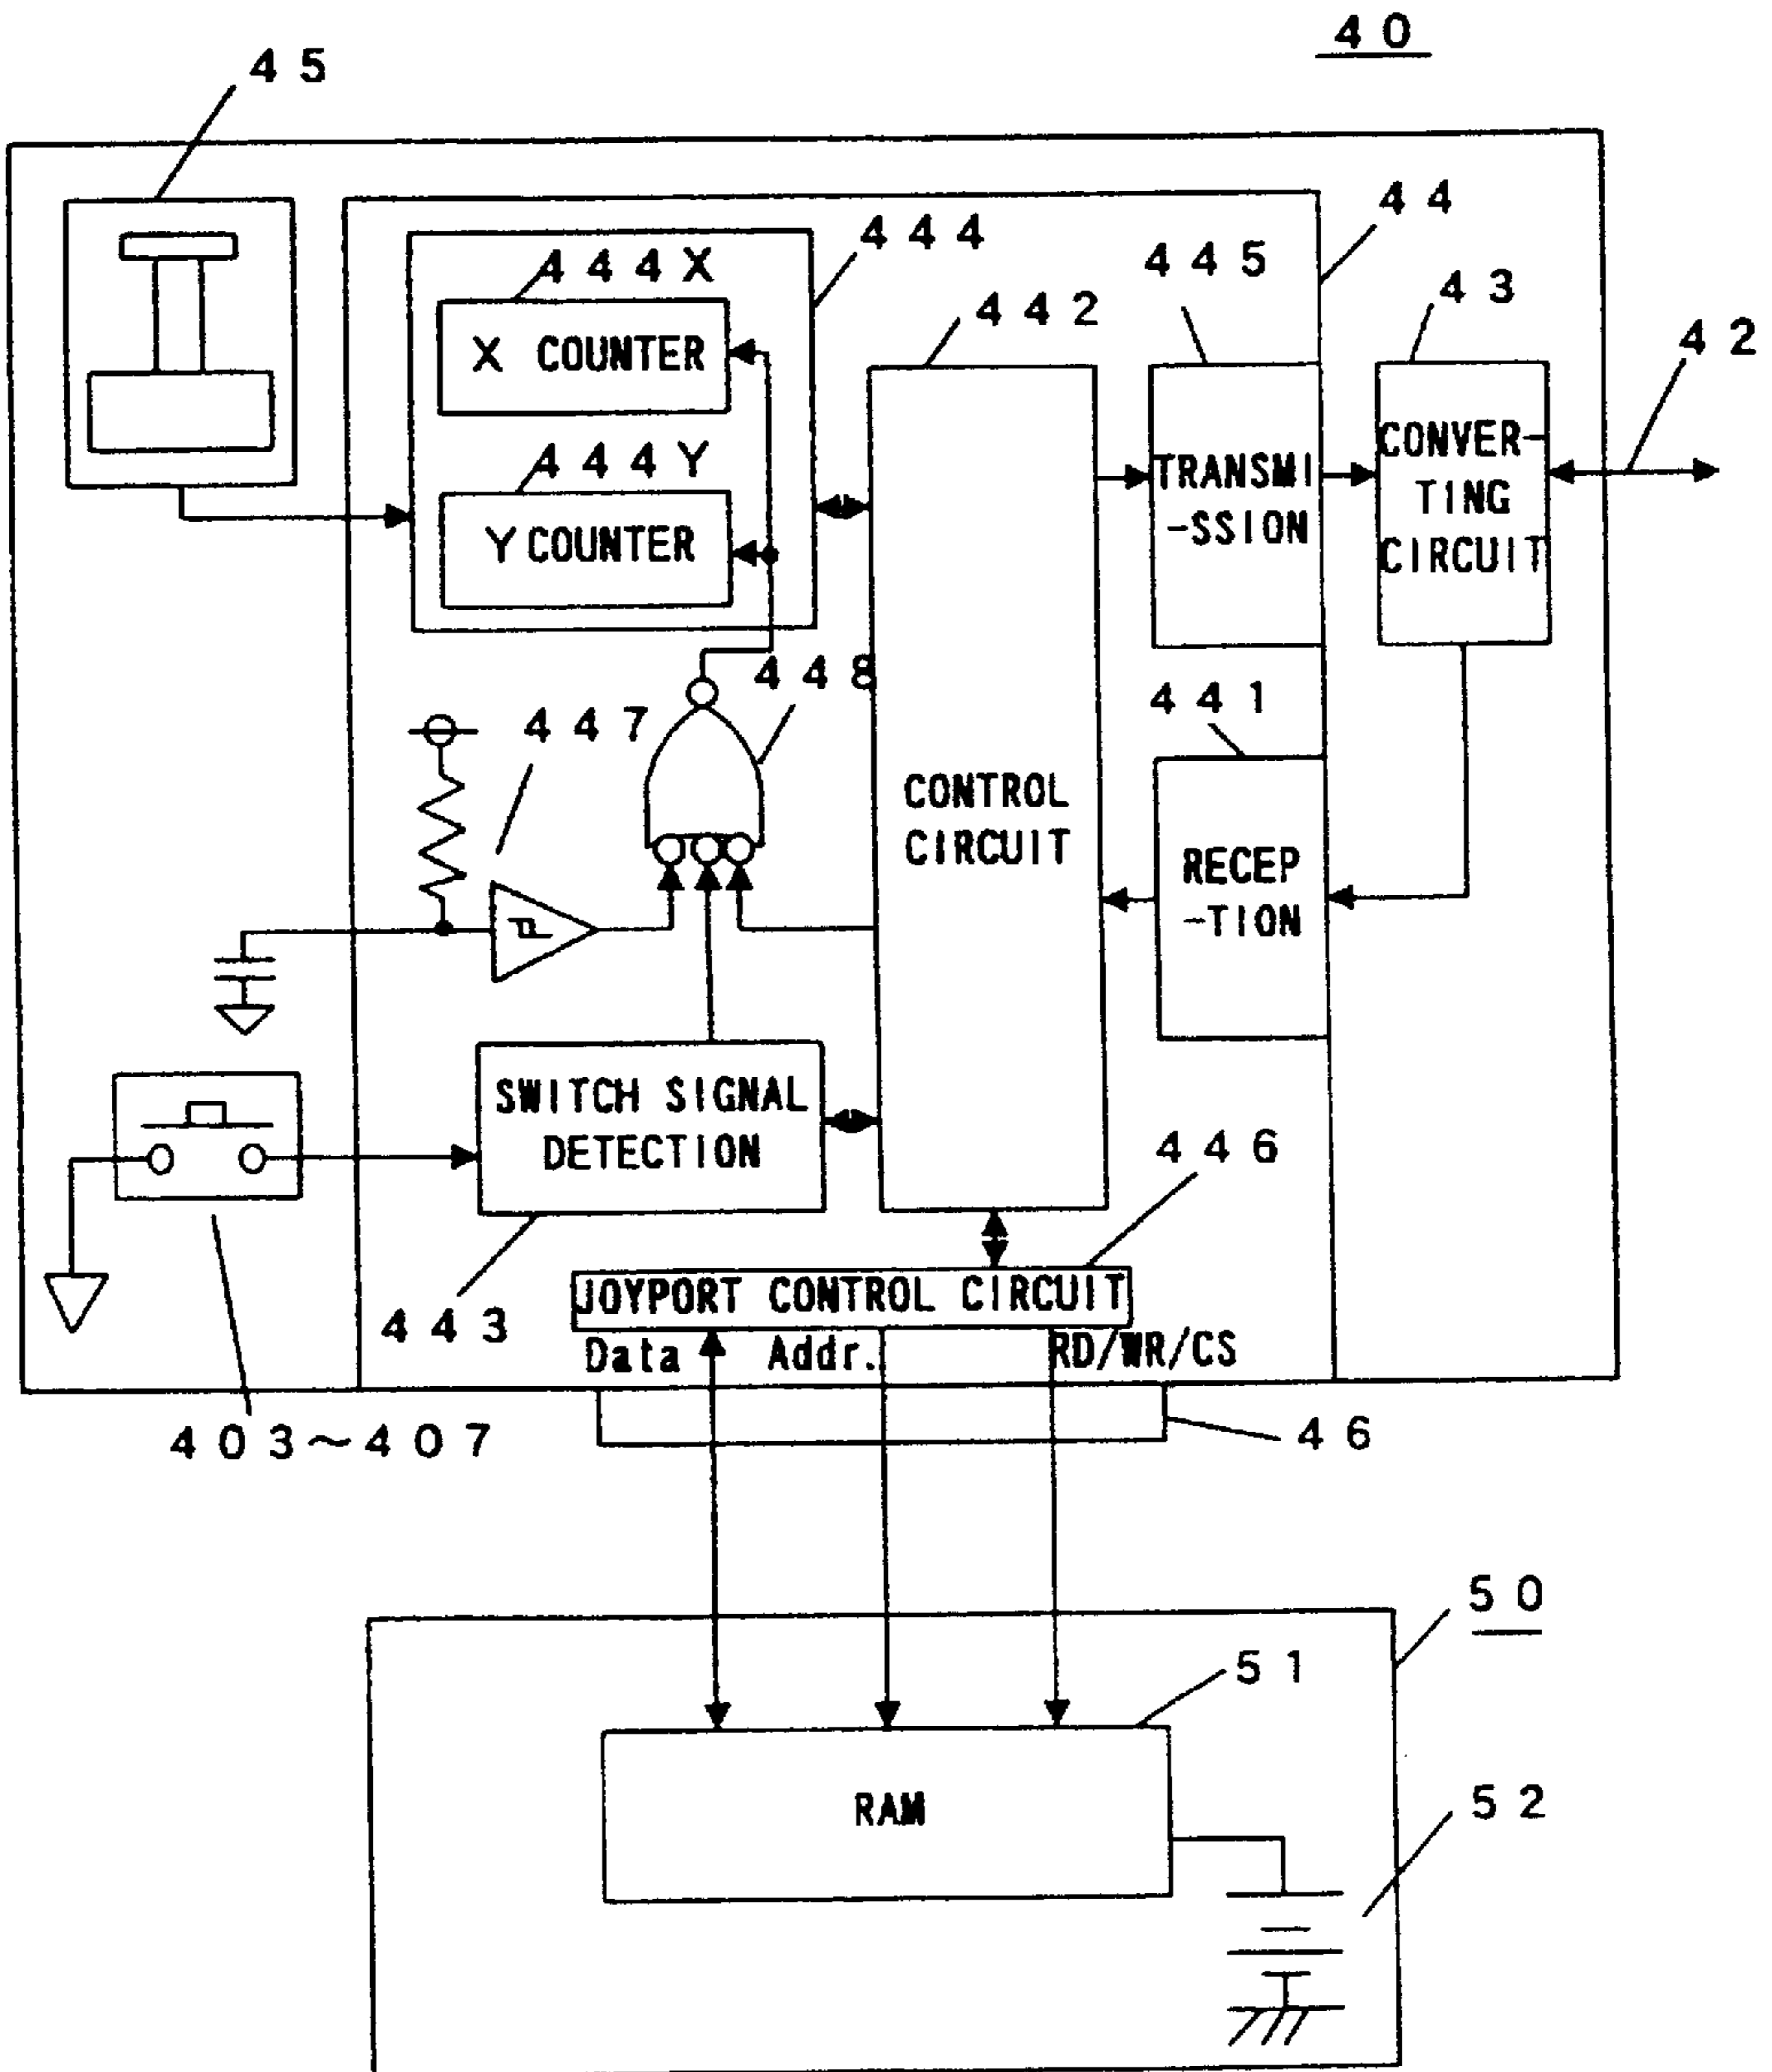 40
45
44
444
444X
445
43
442
42
X COUNTER
444Y
Y COUNTER
TRANSMI
-SSION
CONVER-
TING
CIRCUIT
448
441
447
CONTROL
CIRCUIT
RECEP
-TION
SWITCH SIGNAL
DETECTION
446
443
JOYPORT CONTROL CIRCUIT
Data Addr. RD/WR/CS
403~407
46
50
51
RAM
52